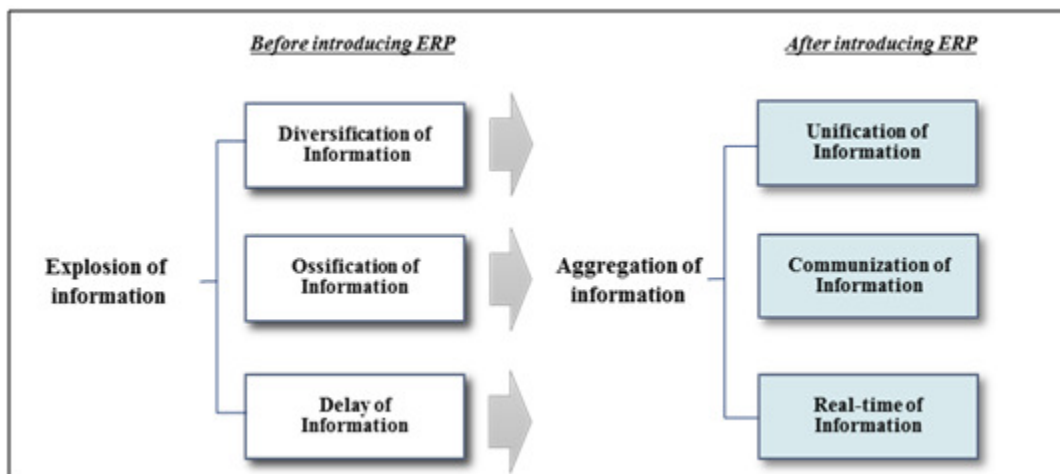 Before introducing ERP
After introducing ERP
Explosion of
information
Diversification of
Information
Ossification of
Information
Delay of
Information
Aggregation of
information
Unification of
Information
Communization of
Information
Real-time of
Information